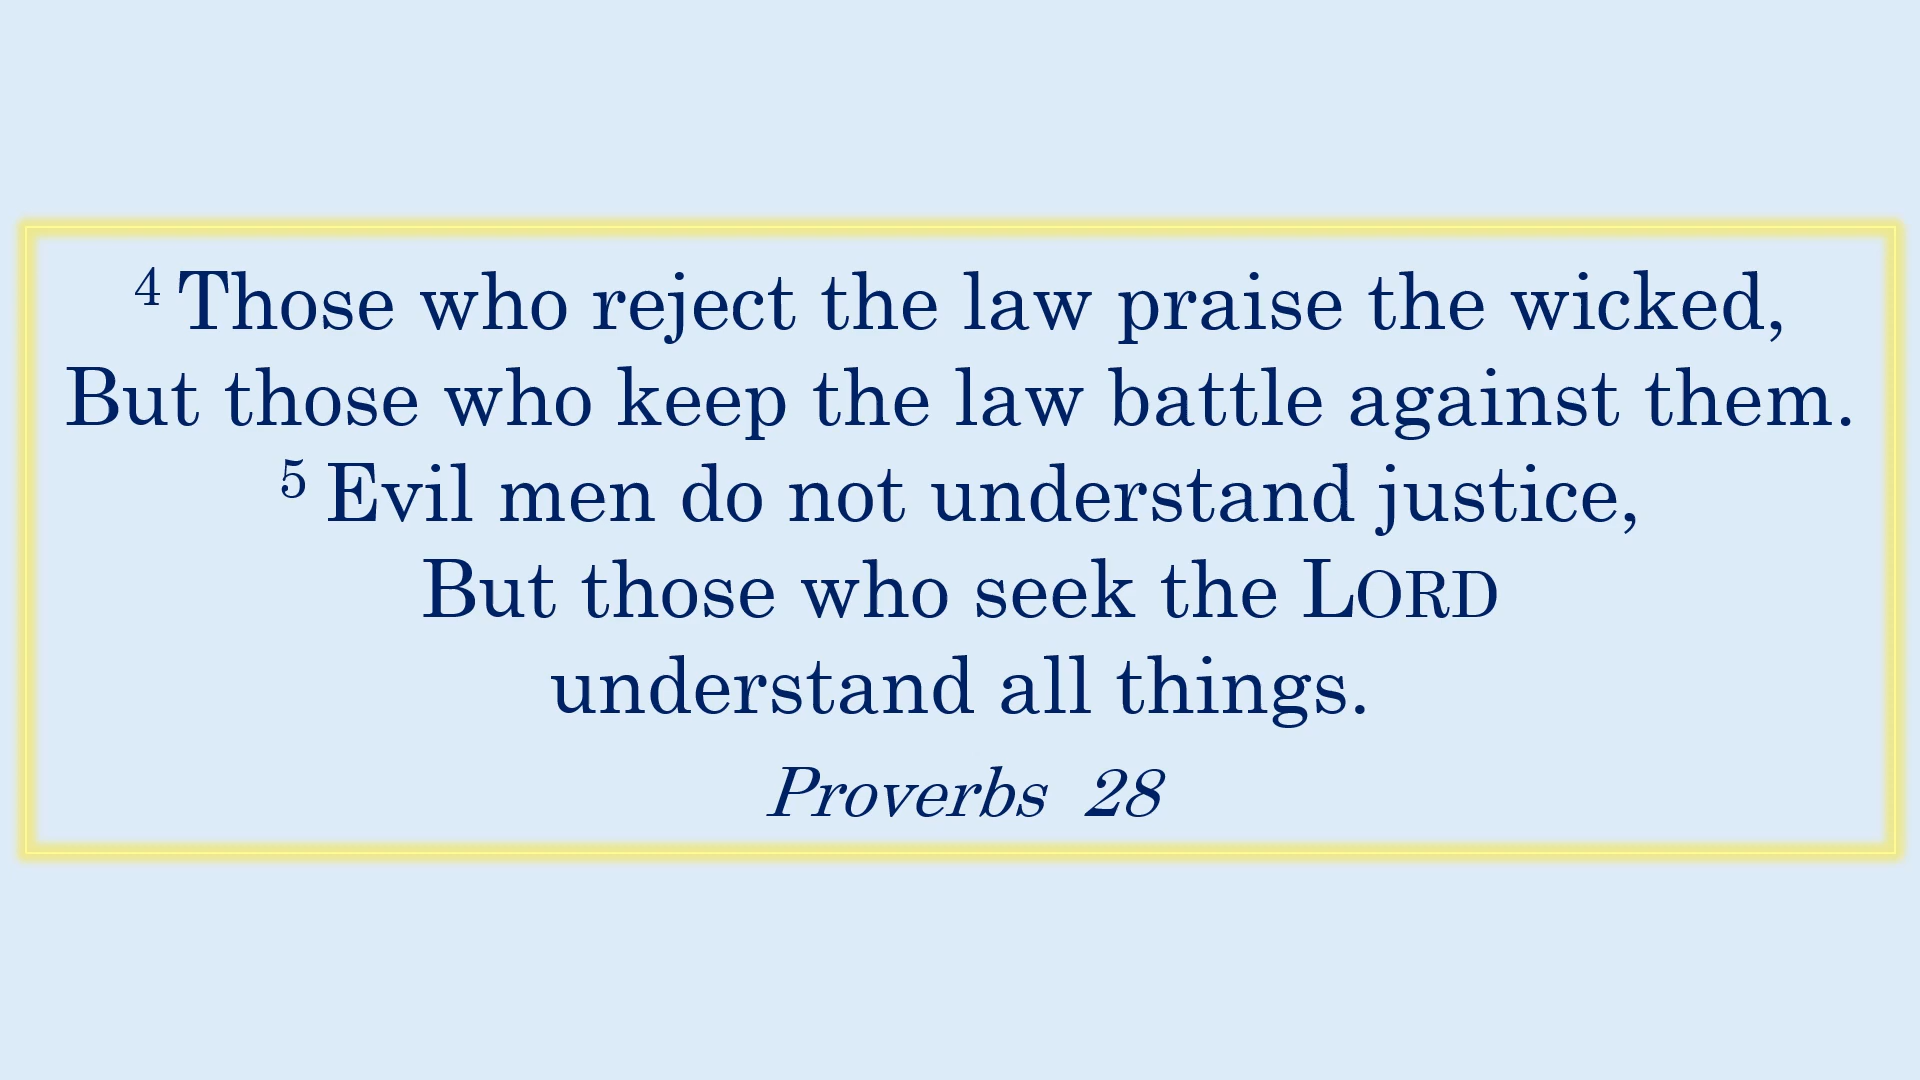 4 Those who reject the law praise the wicked,
But those who keep the law battle against them.
5 Evil men do not understand justice,
But those who seek the LORD
understand all things.
Proverbs 28